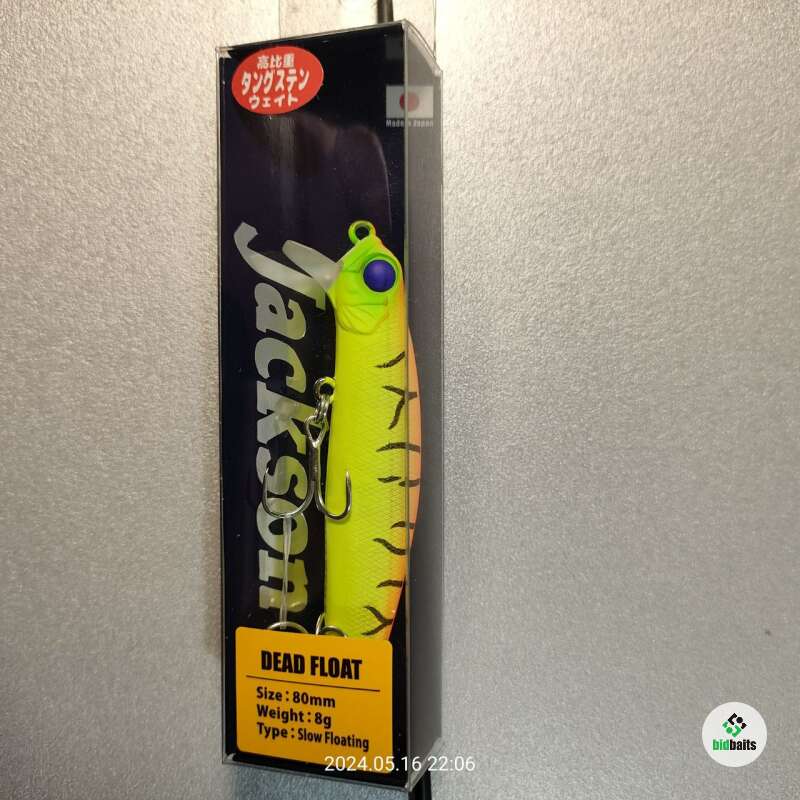 高比重
タングステン
ウェイト
Made in Japan
Jackson
DEAD FLOAT
Size : 80mm
Weight : 8g
Type : Slow Floating
2024.05.16 22:06
bidbaits